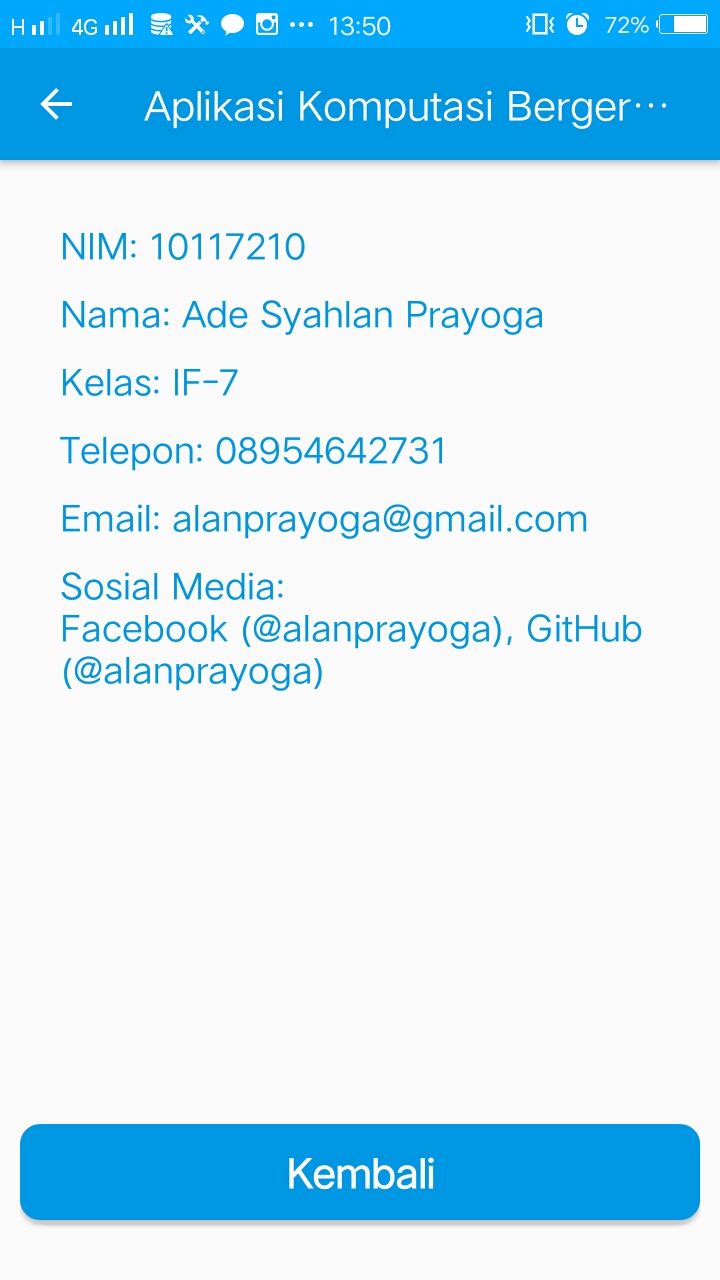 H 4G 13:50 72%
Aplikasi Komputasi Berger...
NIM: 10117210
Nama: Ade Syahlan Prayoga
Kelas: IF-7
Telepon: 08954642731
Email: alanprayoga@gmail.com
Sosial Media:
Facebook (@alanprayoga), GitHub
(@alanprayoga)
Kembali